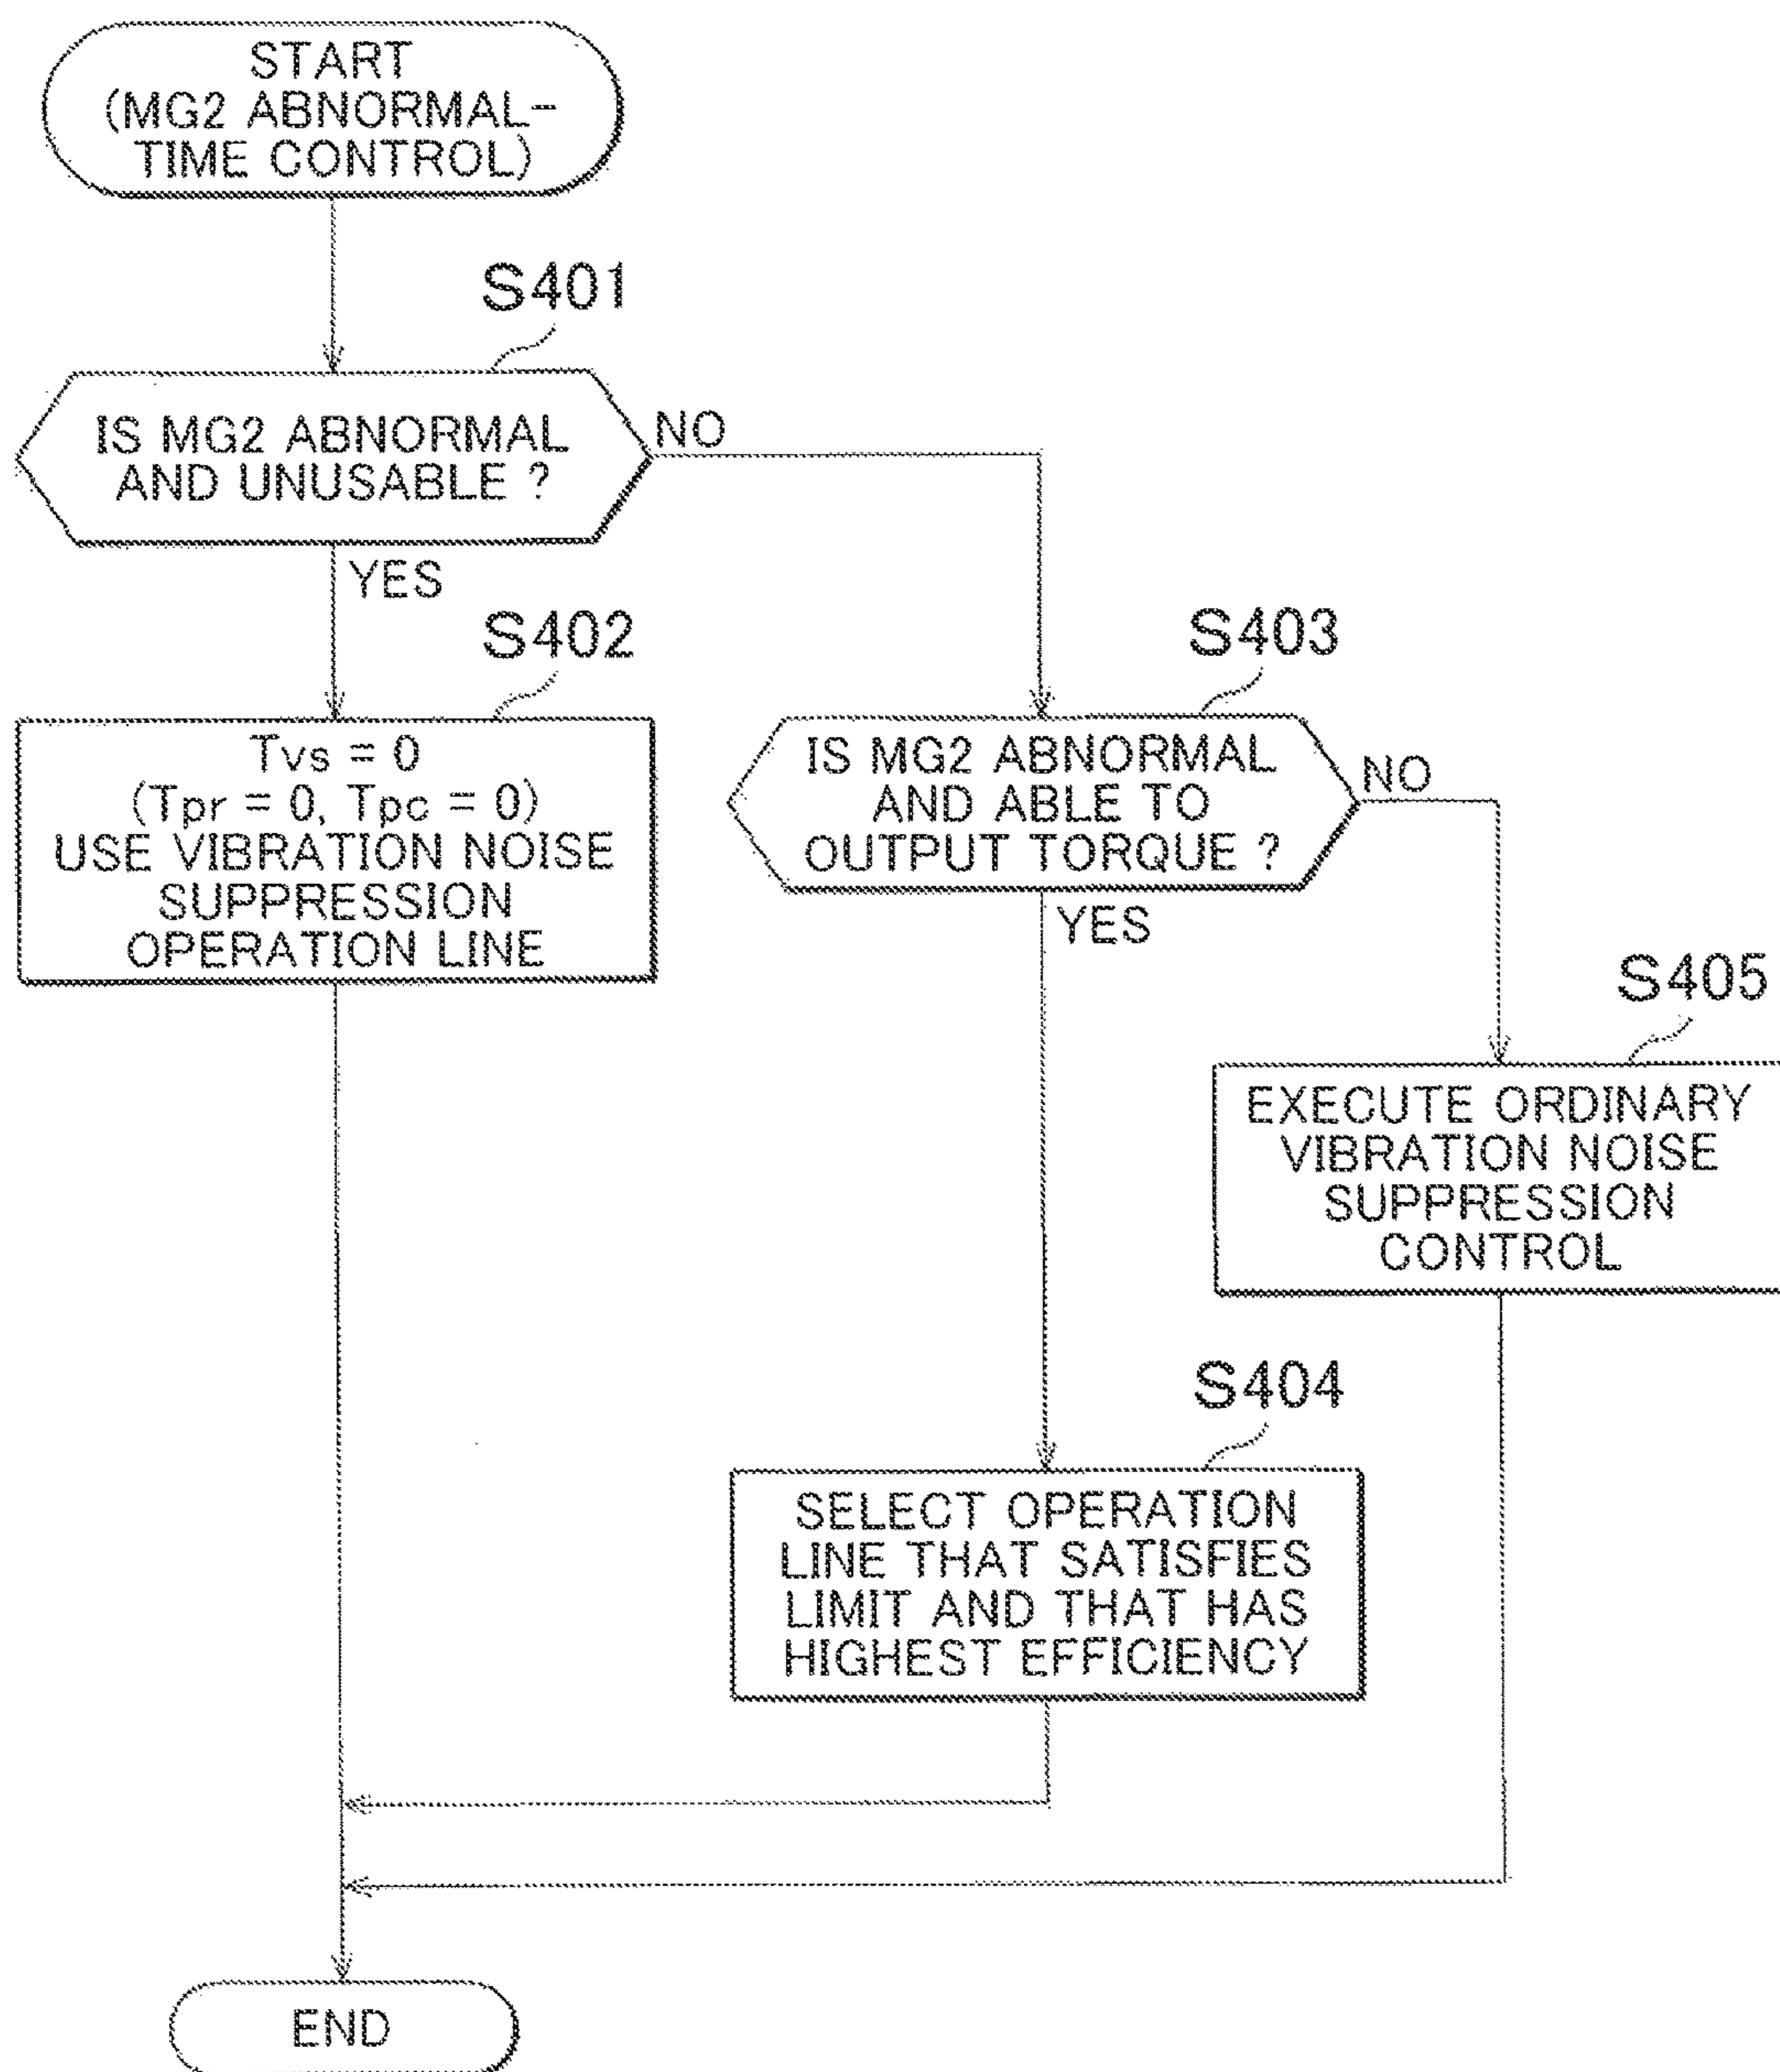 START
(MG2 ABNORMAL-
TIME CONTROL)
S401
IS MG2 ABNORMAL
AND UNUSABLE ?
NO
YES
S402
Tvs = 0
(Tpr = 0, Tpc = 0)
USE VIBRATION NOISE
SUPPRESSION
OPERATION LINE
S403
IS MG2 ABNORMAL
AND ABLE TO
OUTPUT TORQUE ?
NO
YES
S405
EXECUTE ORDINARY
VIBRATION NOISE
SUPPRESSION
CONTROL
S404
SELECT OPERATION
LINE THAT SATISFIES
LIMIT AND THAT HAS
HIGHEST EFFICIENCY
END